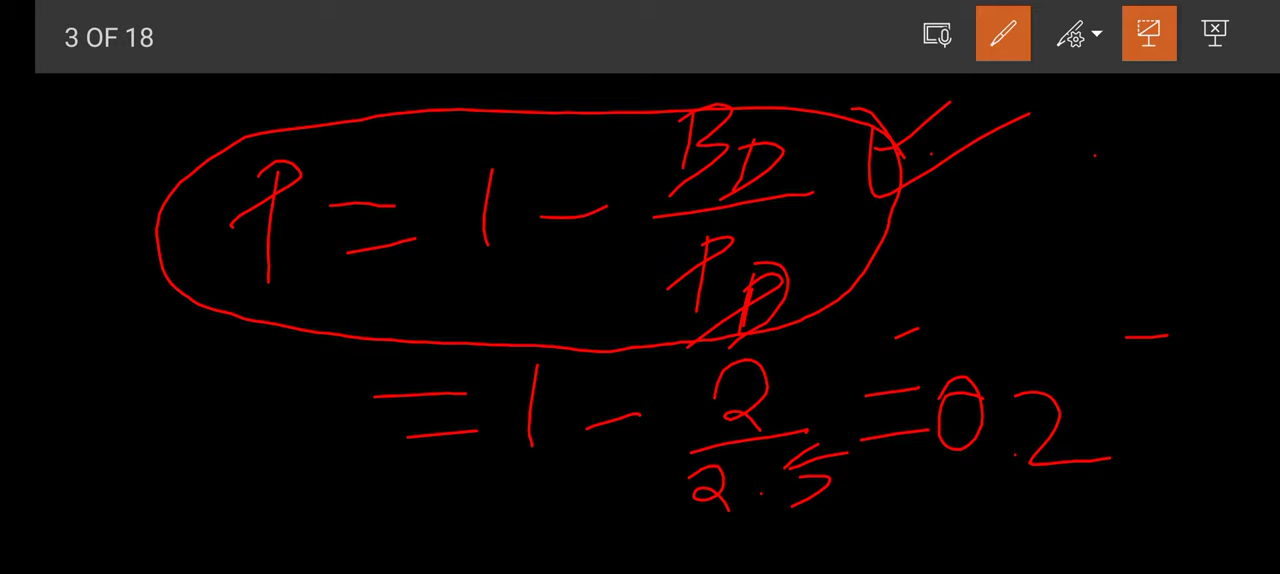 3 OF 18
P = 1 - BD / PD
= 1 - 2 / 2.5 = 0.2